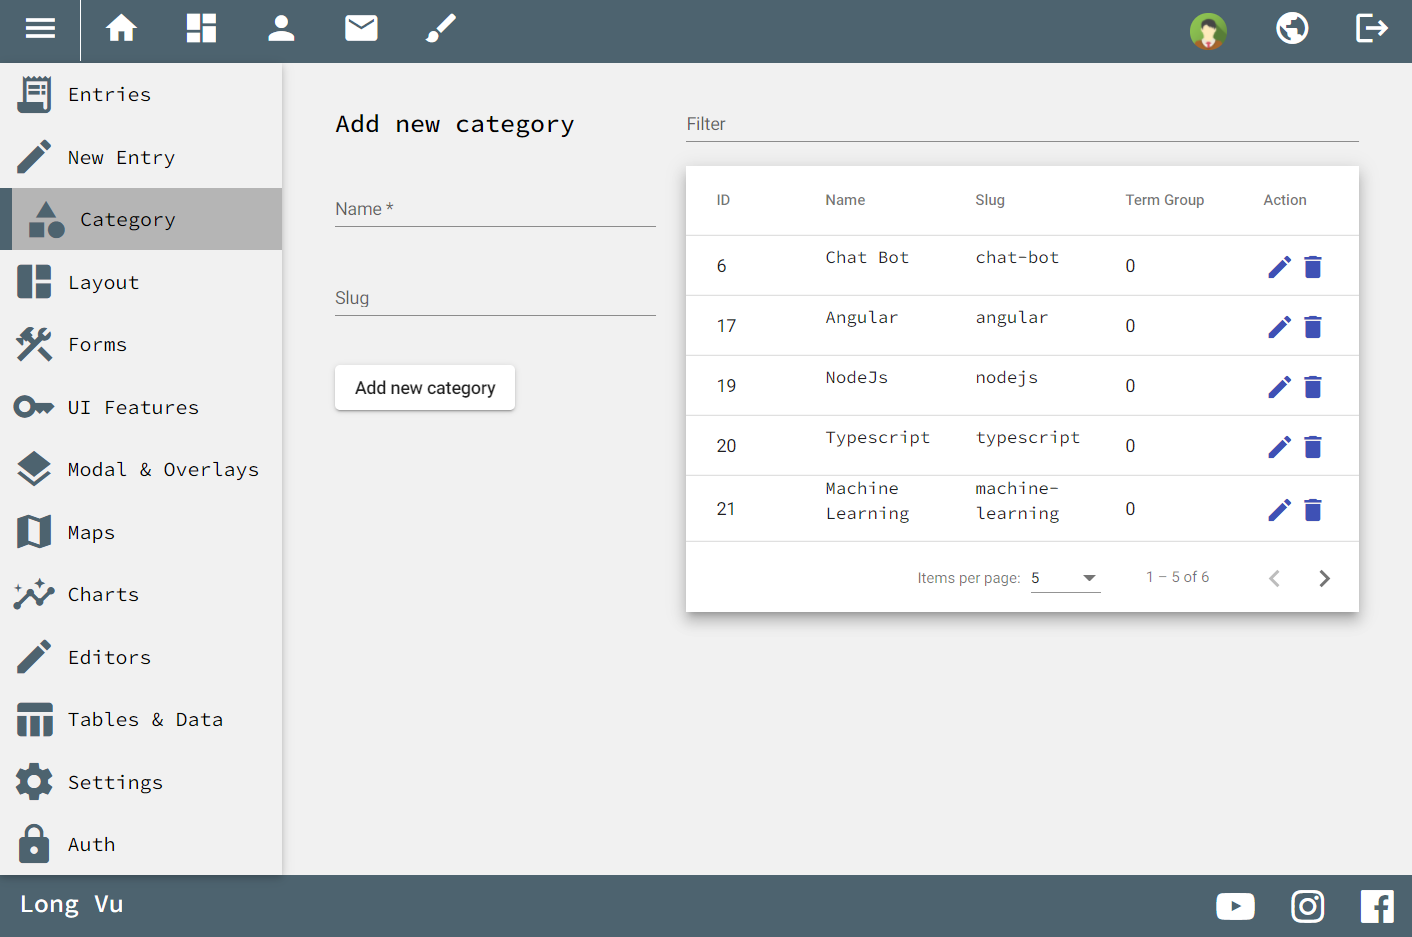 Entries
New Entry
Category
Layout
Forms
UI Features
Modal & Overlays
Maps
Charts
Editors
Tables & Data
Settings
Auth
Add new category
Name *
Slug
Add new category
Filter
ID Name Slug Term Group Action
6 Chat Bot chat-bot 0
17 Angular angular 0
19 NodeJs nodejs 0
20 Typescript typescript 0
21 Machine Learning machine-learning 0
Items per page: 5 1 – 5 of 6
Long Vu